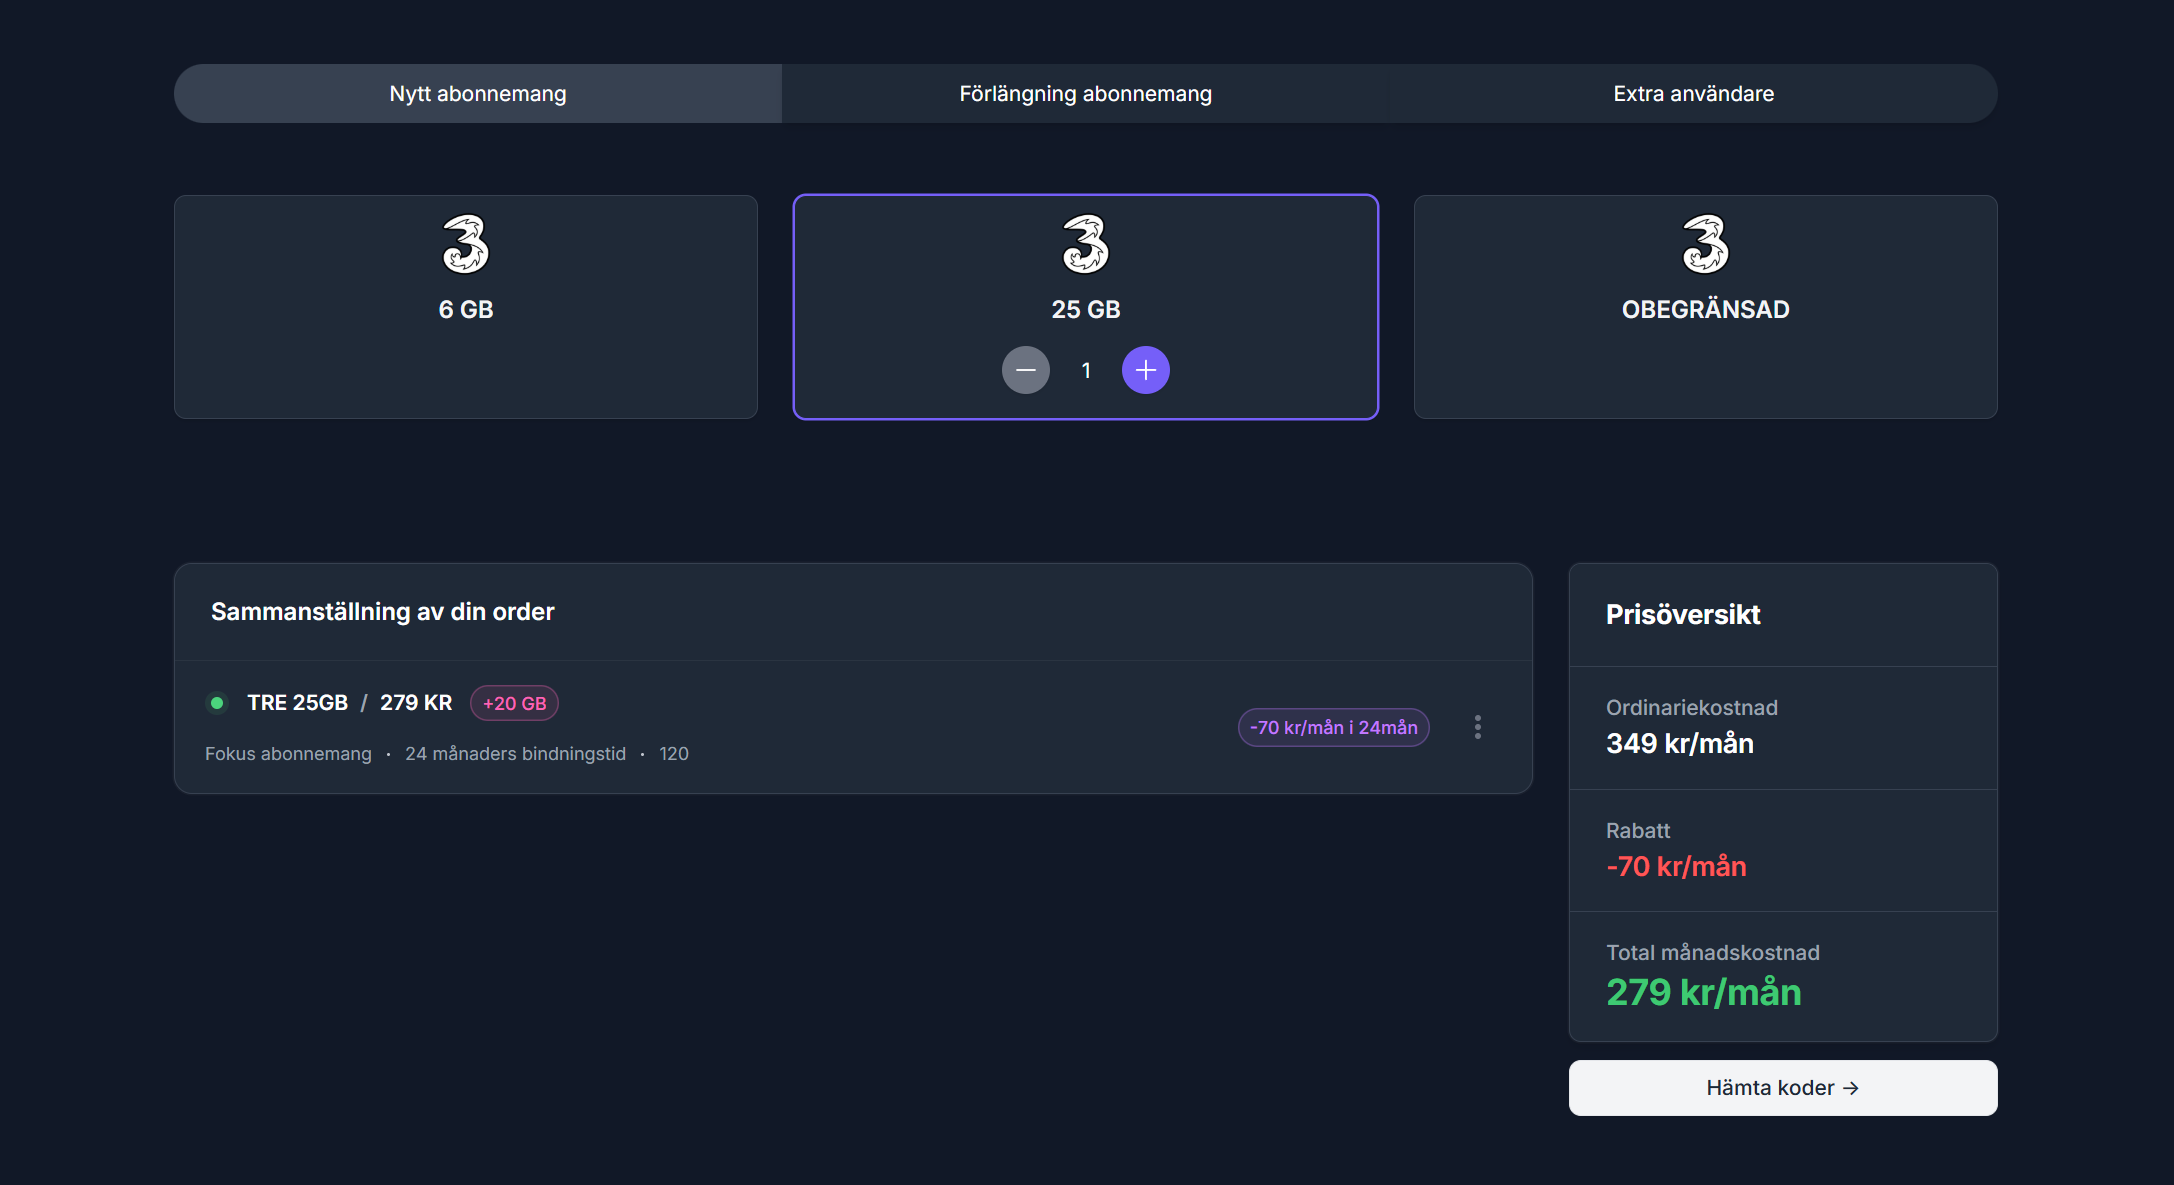 Nytt abonnemang
Förlängning abonnemang
Extra användare
3
6 GB
3
25 GB
1
3
OBEGRÄNSAD
Sammanställning av din order
TRE 25GB / 279 KR +20 GB
Fokus abonnemang · 24 månaders bindningstid · 120
-70 kr/mån i 24mån
Prisöversikt
Ordinariekostnad
349 kr/mån
Rabatt
-70 kr/mån
Total månadskostnad
279 kr/mån
Hämta koder →